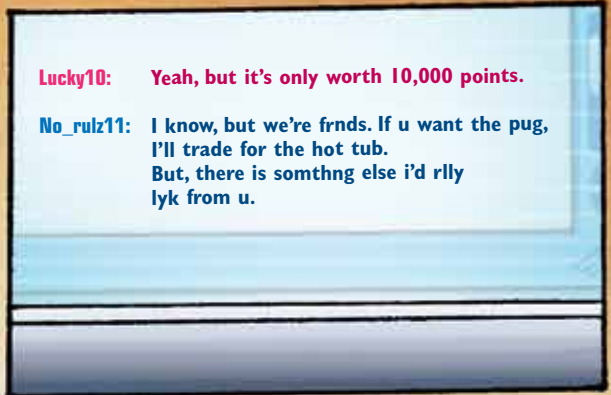 Lucky10: Yeah, but it's only worth 10,000 points.
No_rulz11: I know, but we're frnds. If u want the pug,
I'll trade for the hot tub.
But, there is somthng else i'd rlly
lyk from u.